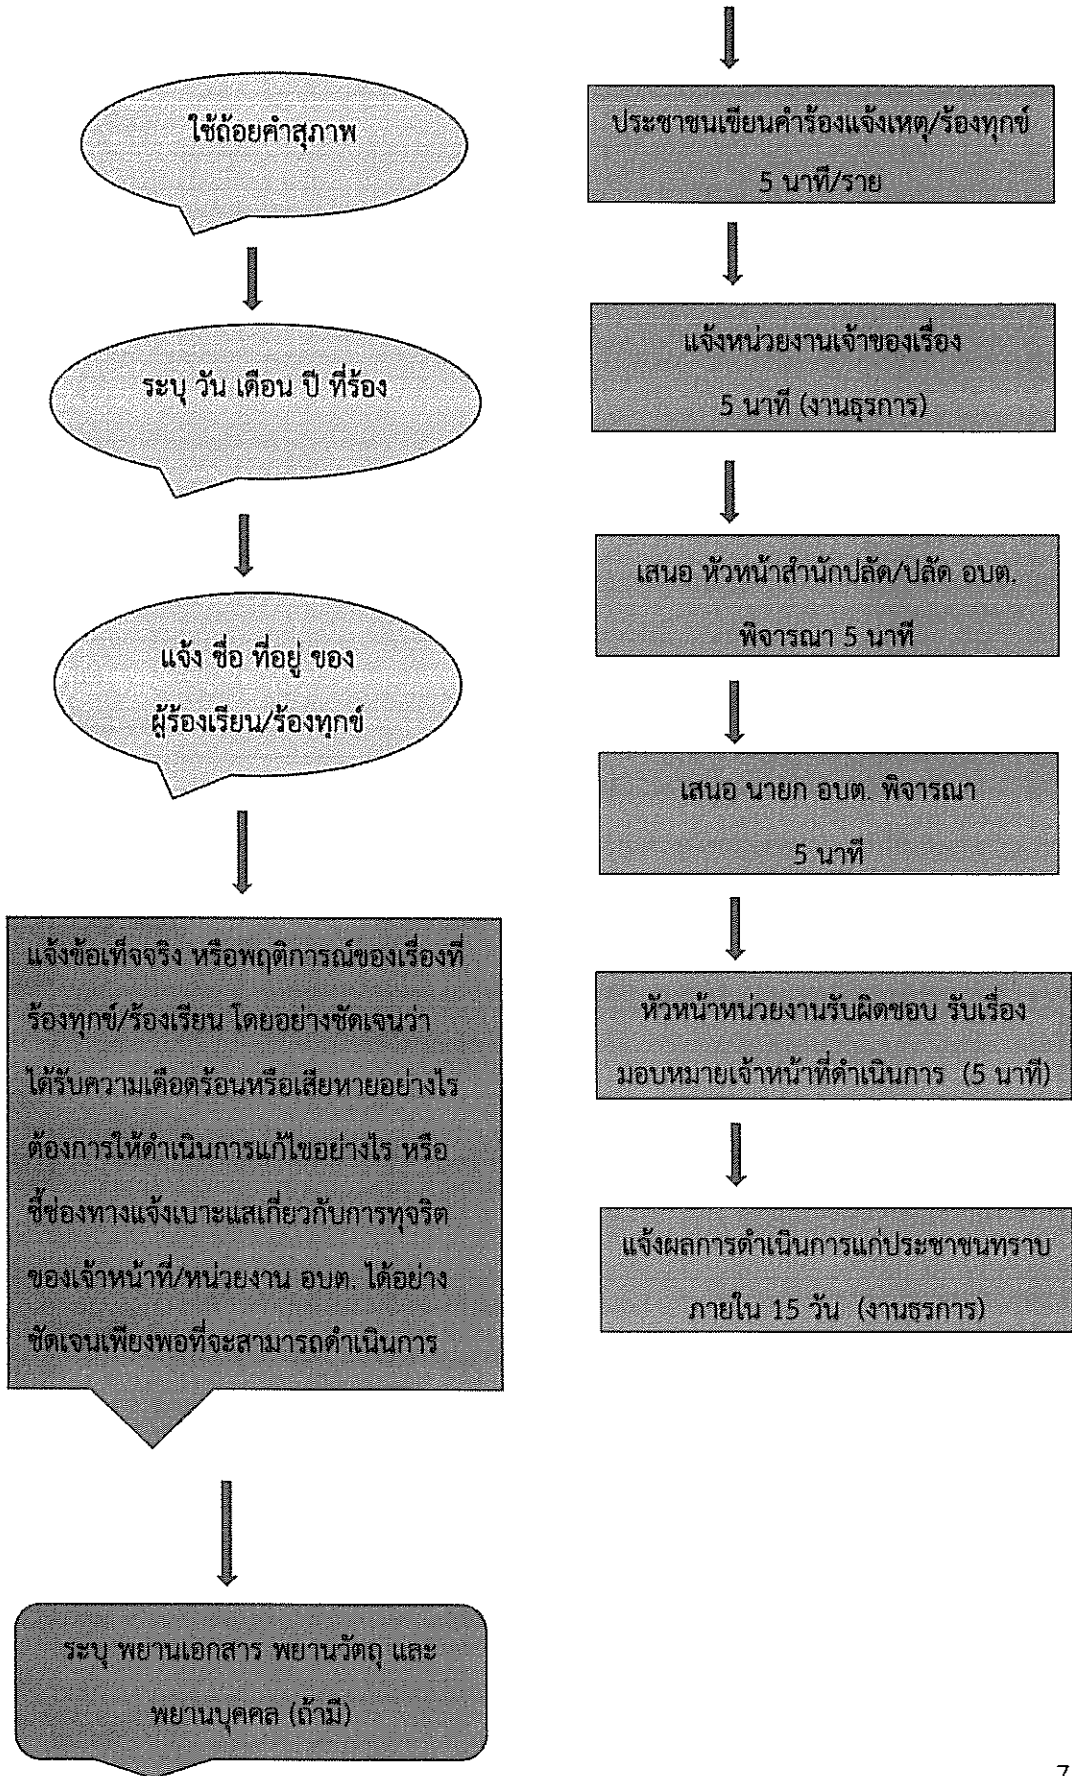 ใช้ถ้อยคำสุภาพ
ระบุ วัน เดือน ปี ที่ร้อง
แจ้ง ชื่อ ที่อยู่ ของ
ผู้ร้องเรียน/ร้องทุกข์
แจ้งข้อเท็จจริง หรือพฤติการณ์ของเรื่องที่
ร้องทุกข์/ร้องเรียน โดยอย่างชัดเจนว่า
ได้รับความเดือดร้อนหรือเสียหายอย่างไร
ต้องการให้ดำเนินการแก้ไขอย่างไร หรือ
ชี้ช่องทางแจ้งเบาะแสเกี่ยวกับการทุจริต
ของเจ้าหน้าที่/หน่วยงาน อบต. ได้อย่าง
ชัดเจนเพียงพอที่จะสามารถดำเนินการ
ระบุ พยานเอกสาร พยานวัตถุ และ
พยานบุคคล (ถ้ามี)
ประชาชนเขียนคำร้องแจ้งเหตุ/ร้องทุกข์
5 นาที/ราย
แจ้งหน่วยงานเจ้าของเรื่อง
5 นาที (งานธุรการ)
เสนอ หัวหน้าสำนักปลัด/ปลัด อบต.
พิจารณา 5 นาที
เสนอ นายก อบต. พิจารณา
5 นาที
หัวหน้าหน่วยงานรับผิดชอบ รับเรื่อง
มอบหมายเจ้าหน้าที่ดำเนินการ (5 นาที)
แจ้งผลการดำเนินการแก่ประชาชนทราบ
ภายใน 15 วัน (งานธุรการ)
7